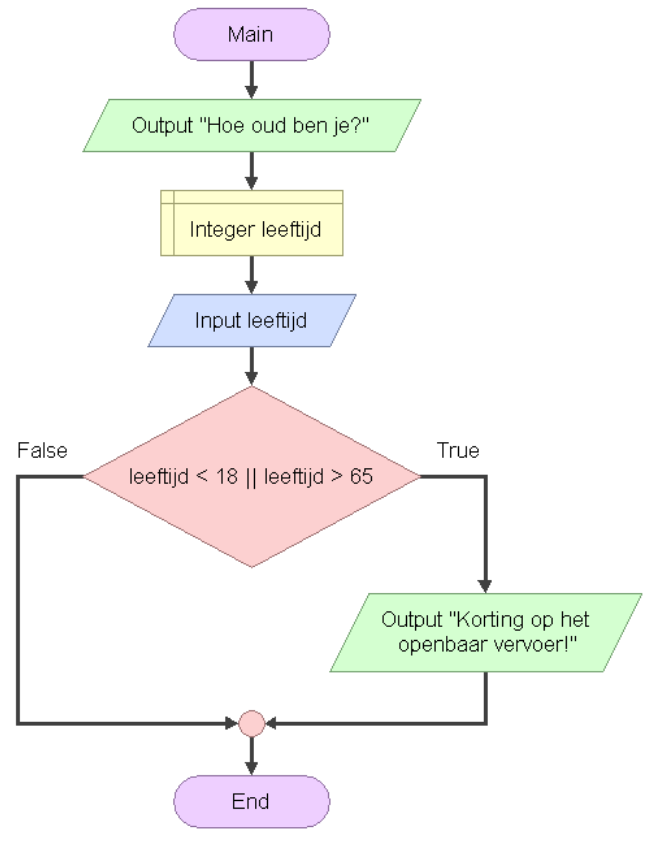 Main
Output "Hoe oud ben je?"
Integer leeftijd
Input leeftijd
False
True
leeftijd < 18 || leeftijd > 65
Output "Korting op het
openbaar vervoer!"
End